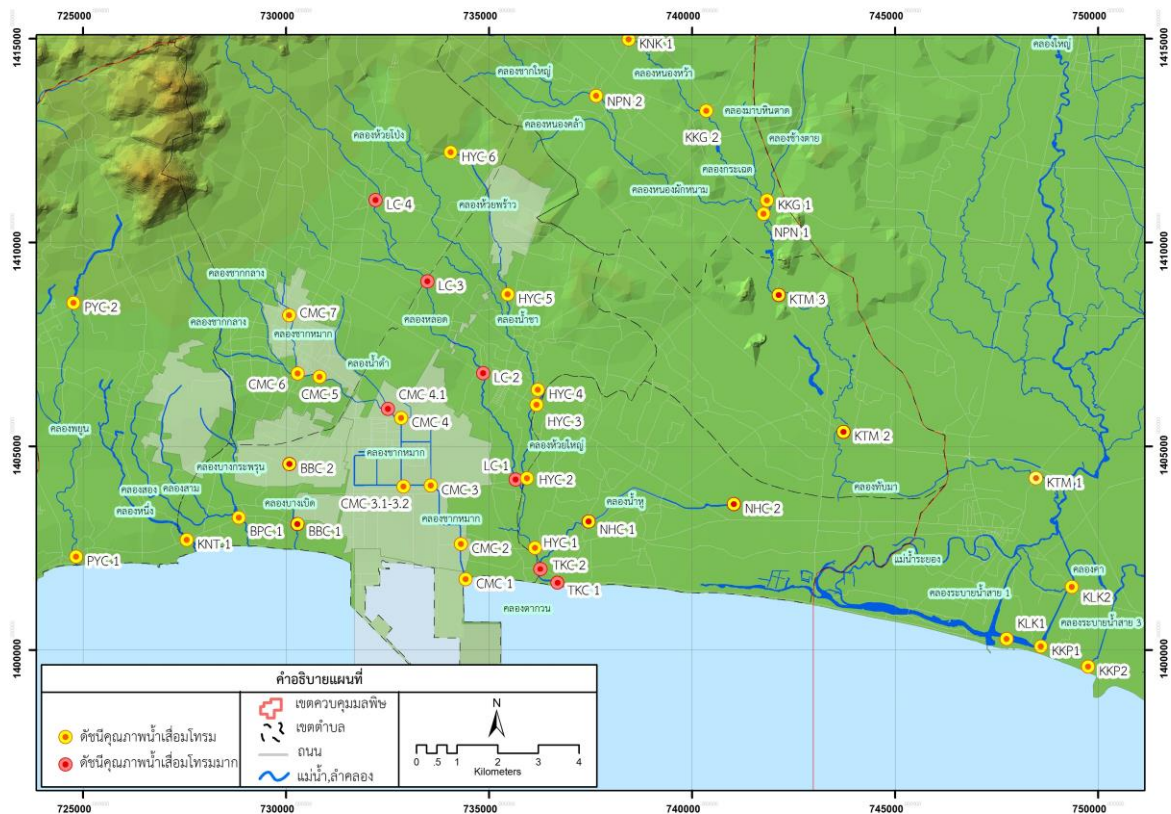 725000 730000 735000 740000 745000 750000
1415000
1415000
KNK-1
คลองใหญ่
คลองหนองหว้า
คลองชากใหญ่
NPN-2
คลองมาบหินดาด
KKG-2
คลองหนองคล้า
คลองช้างตาย
คลองห้วยโป่ง
HYC-6
คลองกระเฉด
คลองหนองผักหนาม
LC-4
คลองห้วยพร้าว
KKG-1
NPN-1
1410000
1410000
คลองชากกลาง
LC-3
HYC-5
KTM-3
PYC-2
คลองน้ำชา
คลองหลอด
CMC-7
คลองชากกลาง
คลองชากหมาก
คลองน้ำดำ
CMC-6
CMC-5
LC-2
CMC-4.1
CMC-4
HYC-4
HYC-3
KTM-2
คลองพยูน
คลองห้วยใหญ่
1405000
1405000
คลองชากหมาก
คลองบางกระพรุน
BBC-2
LC-1
HYC-2
คลองทับมา
KTM-1
คลองสอง
คลองสาม
คลองหนึ่ง
คลองบางเบิด
CMC-3.1-3.2
CMC-3
คลองน้ำหู
NHC-2
คลองชากหมาก
BPC-1
BBC-1
NHC-1
KNT-1
CMC-2
HYC-1
PYC-1
TKC-2
แม่น้ำระยอง
คลองคา
CMC-1
TKC-1
คลองตากวน
คลองระบายน้ำสาย 1
KLK2
KLK1
คลองระบายน้ำสาย 3
KKP1
KKP2
1400000
1400000
คำอธิบายแผนที่
ดัชนีคุณภาพน้ำเสื่อมโทรม
ดัชนีคุณภาพน้ำเสื่อมโทรมมาก
เขตควบคุมมลพิษ
เขตตำบล
ถนน
แม่น้ำ,ลำคลอง
N
0 .5 1 2 3 4
Kilometers
725000 730000 735000 740000 745000 750000